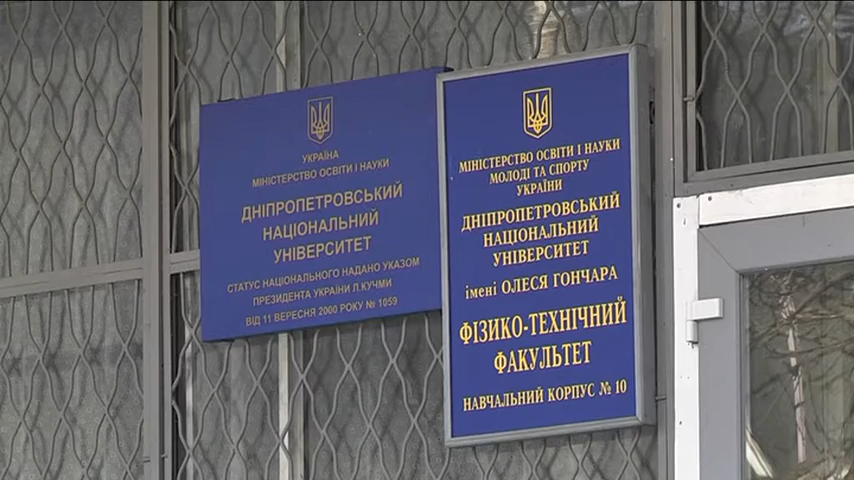 УКРАЇНА
МІНІСТЕРСТВО ОСВІТИ І НАУКИ
ДНІПРОПЕТРОВСЬКИЙ
НАЦІОНАЛЬНИЙ
УНІВЕРСИТЕТ
СТАТУС НАЦІОНАЛЬНОГО НАДАНО УКАЗОМ
ПРЕЗИДЕНТА УКРАЇНИ Л.КУЧМИ
ВІД 11 ВЕРЕСНЯ 2000 РОКУ № 1059
МІНІСТЕРСТВО ОСВІТИ І НАУКИ
МОЛОДІ ТА СПОРТУ
УКРАЇНИ
ДНІПРОПЕТРОВСЬКИЙ
НАЦІОНАЛЬНИЙ
УНІВЕРСИТЕТ
імені ОЛЕСЯ ГОНЧАРА
ФІЗИКО-ТЕХНІЧНИЙ
ФАКУЛЬТЕТ
НАВЧАЛЬНИЙ КОРПУС № 10